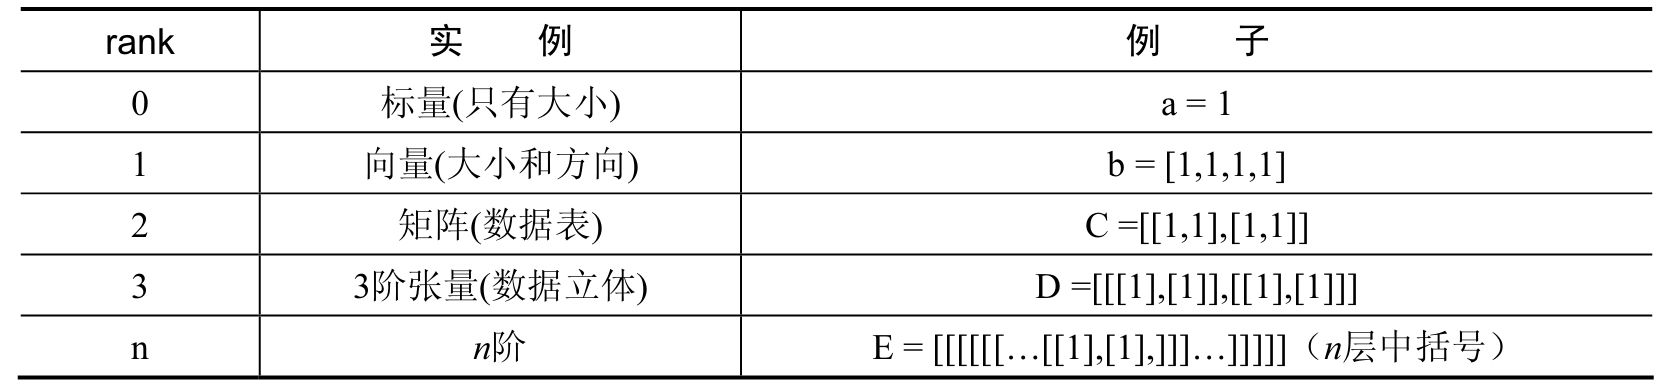 rank 实 例 例 子
0 标量(只有大小) a = 1
1 向量(大小和方向) b = [1,1,1,1]
2 矩阵(数据表) C =[[1,1],[1,1]]
3 3阶张量(数据立体) D =[[[1],[1]],[[1],[1]]]
n n阶 E = [[[[[[…[[1],[1],]]]…]]]]]（n层中括号）